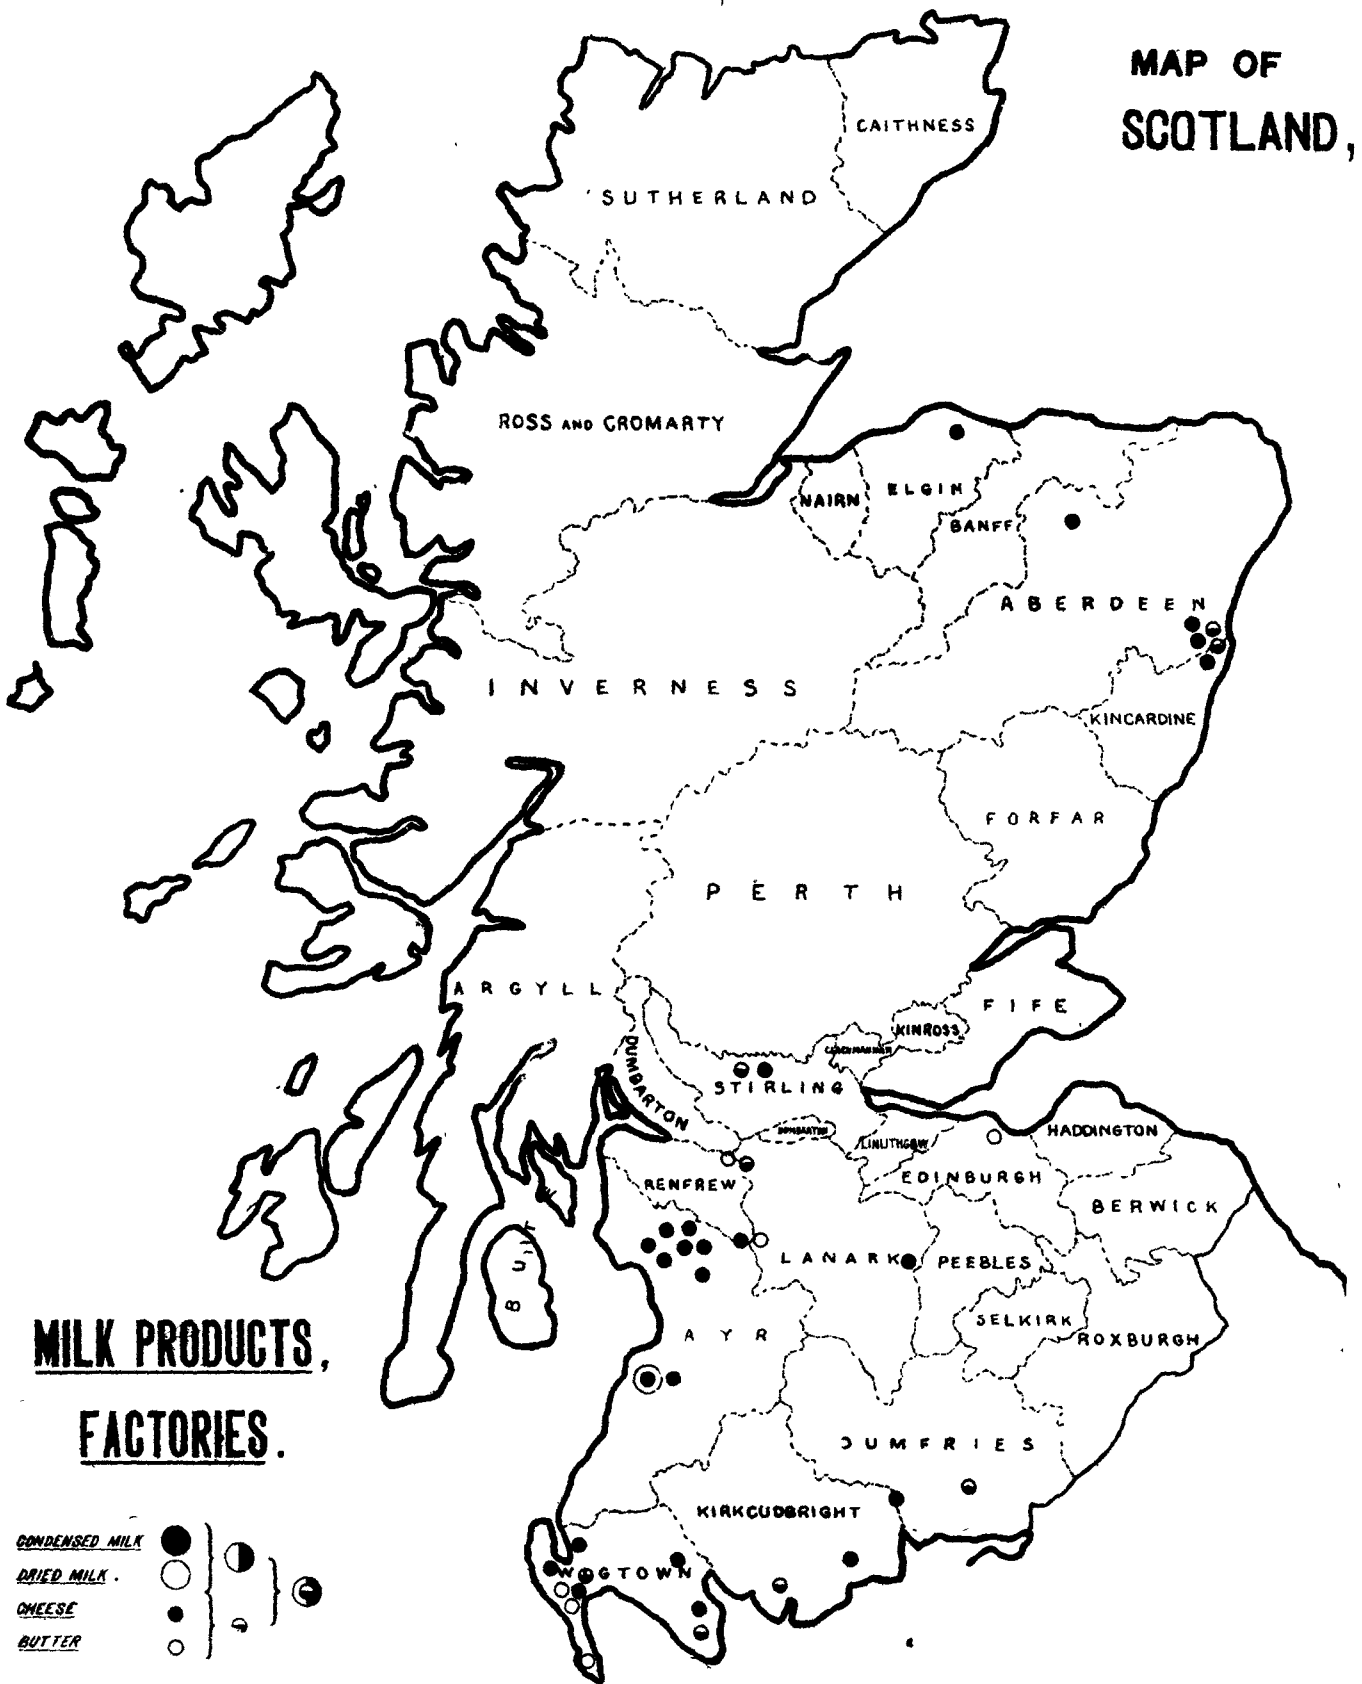 MAP OF
SCOTLAND,
CAITHNESS
SUTHERLAND
ROSS AND CROMARTY
NAIRN
ELGIN
BANFF
ABERDEEN
INVERNESS
KINCARDINE
FORFAR
PERTH
ARGYLL
FIFE
KINROSS
CLACKMANNAN
DUMBARTON
STIRLING
DUMBARTON
LINLITHGOW
HADDINGTON
EDINBURGH
RENFREW
BERWICK
BUTE
LANARK
PEEBLES
SELKIRK
ROXBURGH
AYR
MILK PRODUCTS,
FACTORIES.
DUMFRIES
KIRKCUDBRIGHT
WIGTOWN
CONDENSED MILK
DRIED MILK.
CHEESE
BUTTER